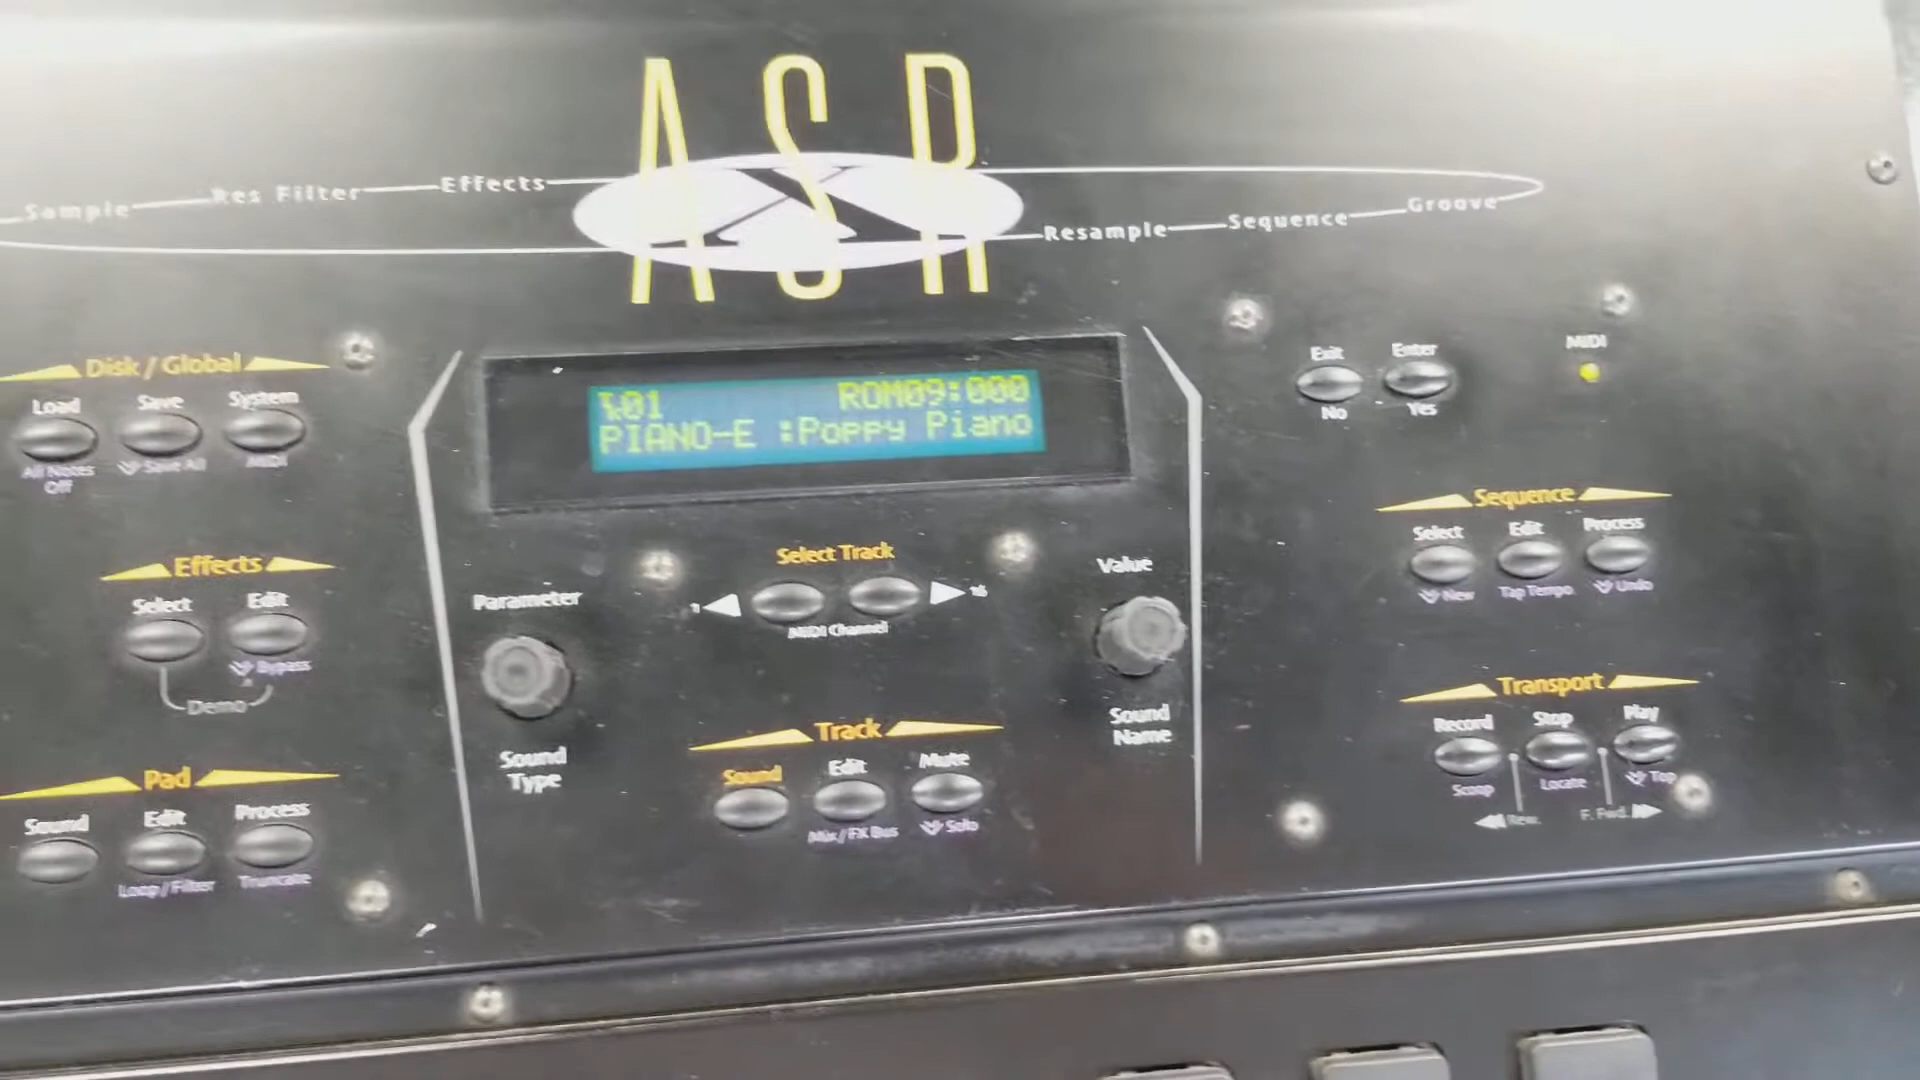 ASR
X
Sample Res Filter Effects
Resample Sequence Groove
Disk / Global
Load Save System
All Notes Off Save All MIDI
Effects
Select Edit
Bypass
Demo
Pad
Sound Edit Process
Loop / Filter Truncate
01 ROM09:000
PIANO-E :Poppy Piano
Select Track
1 16
MIDI Channel
Parameter
Sound
Type
Value
Sound
Name
Track
Sound Edit Mute
Mix / FX Bus Solo
Exit Enter
No Yes
MIDI
Sequence
Select Edit Process
New Tap Tempo Undo
Transport
Record Stop Play
Scoop Locate Top
Rew. F. Fwd.